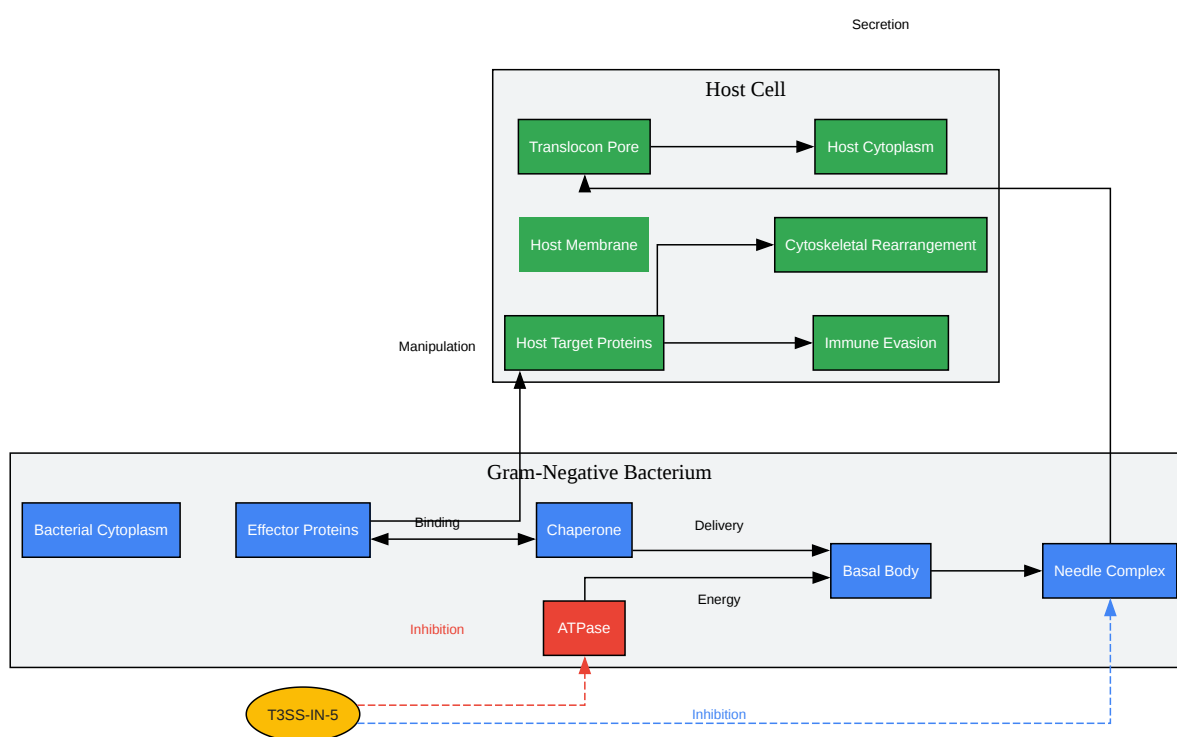 Secretion
Host Cell
Translocon Pore
Host Cytoplasm
Host Membrane
Cytoskeletal Rearrangement
Manipulation
Host Target Proteins
Immune Evasion
Gram-Negative Bacterium
Bacterial Cytoplasm
Effector Proteins
Binding
Chaperone
Delivery
Basal Body
Needle Complex
Energy
Inhibition
ATPase
T3SS-IN-5
Inhibition